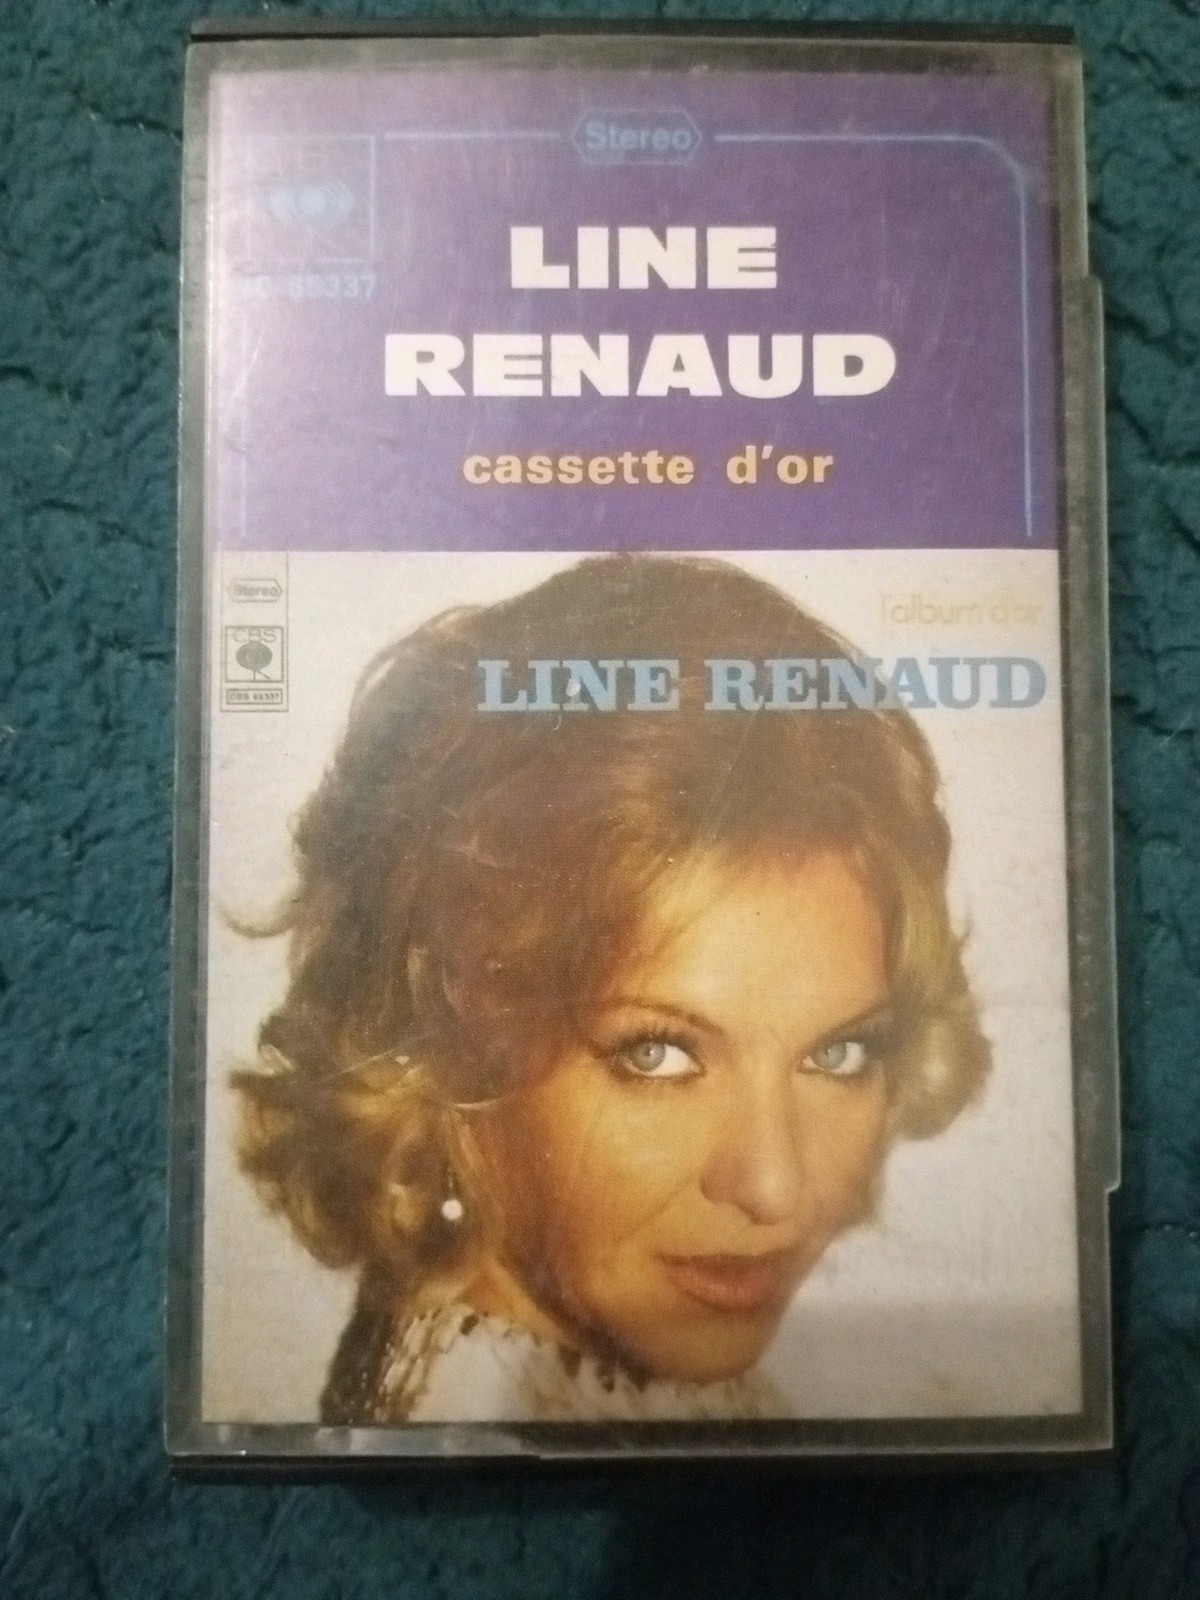 Stereo
LINE
RENAUD
cassette d'or
Stereo
l'album d'or
CBS
LINE RENAUD